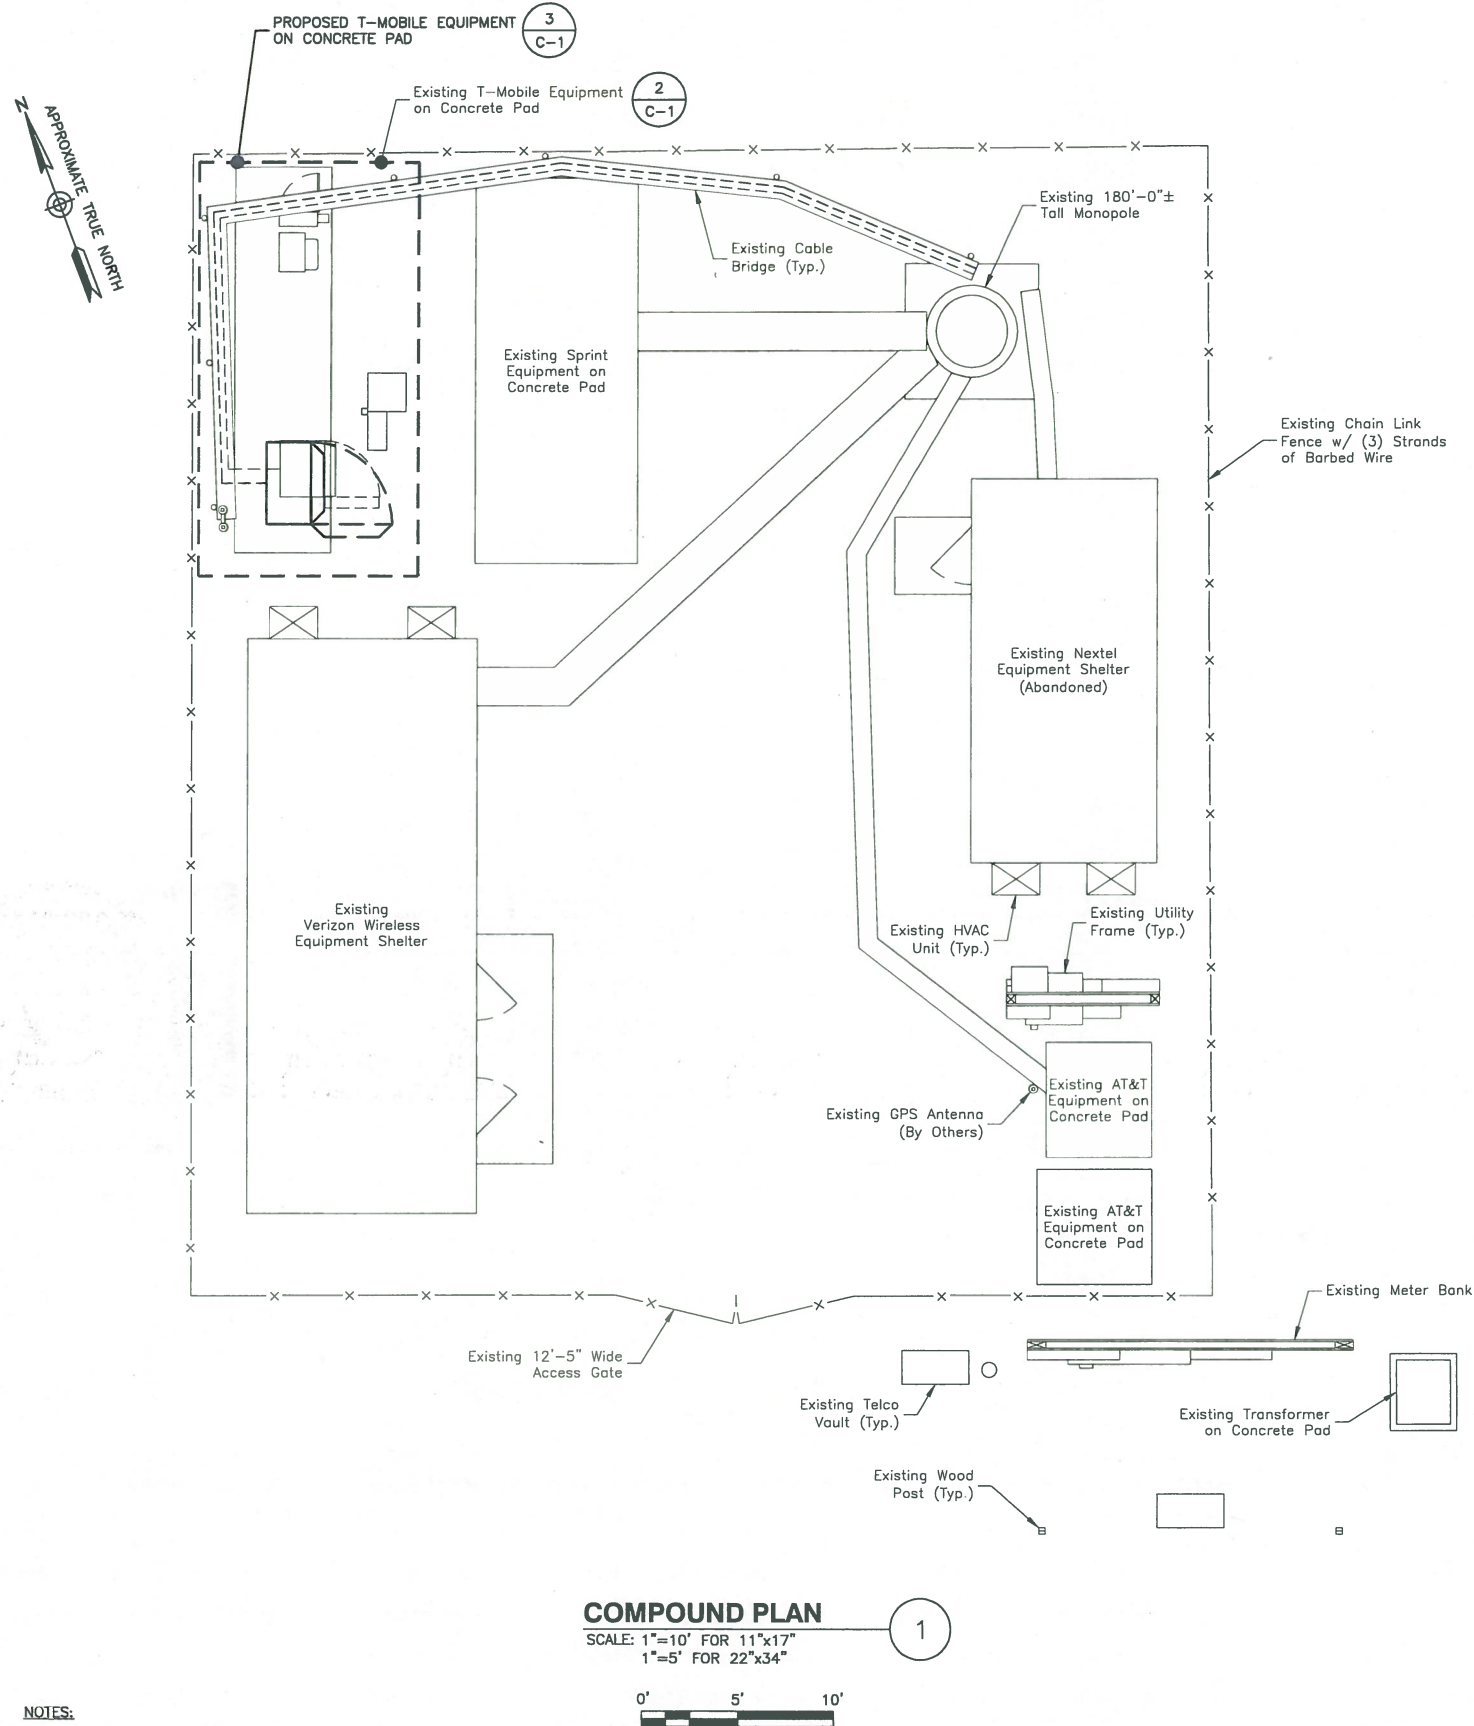 PROPOSED T-MOBILE EQUIPMENT
ON CONCRETE PAD
3
C-1
Existing T-Mobile Equipment
on Concrete Pad
2
C-1
N
APPROXIMATE TRUE NORTH
Existing 180'-0"±
Tall Monopole
Existing Cable
Bridge (Typ.)
Existing Sprint
Equipment on
Concrete Pad
Existing Chain Link
Fence w/ (3) Strands
of Barbed Wire
Existing Nextel
Equipment Shelter
(Abandoned)
Existing
Verizon Wireless
Equipment Shelter
Existing HVAC
Unit (Typ.)
Existing Utility
Frame (Typ.)
Existing AT&T
Equipment on
Concrete Pad
Existing GPS Antenna
(By Others)
Existing AT&T
Equipment on
Concrete Pad
Existing Meter Bank
Existing 12'-5" Wide
Access Gate
Existing Telco
Vault (Typ.)
Existing Transformer
on Concrete Pad
Existing Wood
Post (Typ.)
COMPOUND PLAN
1
SCALE: 1"=10' FOR 11"x17"
1"=5' FOR 22"x34"
0' 5' 10'
NOTES: